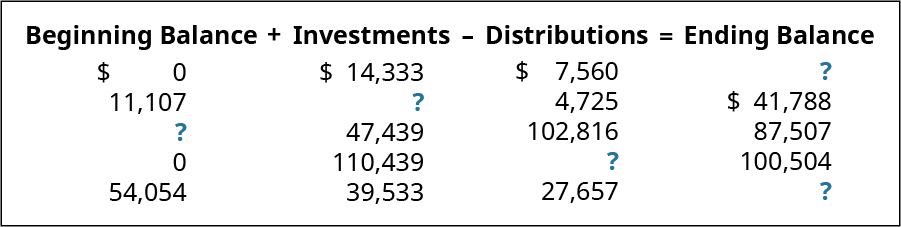 Beginning Balance + Investments – Distributions = Ending Balance
$ 0 $ 14,333 $ 7,560 ?
11,107 ? 4,725 $ 41,788
? 47,439 102,816 87,507
0 110,439 ? 100,504
54,054 39,533 27,657 ?